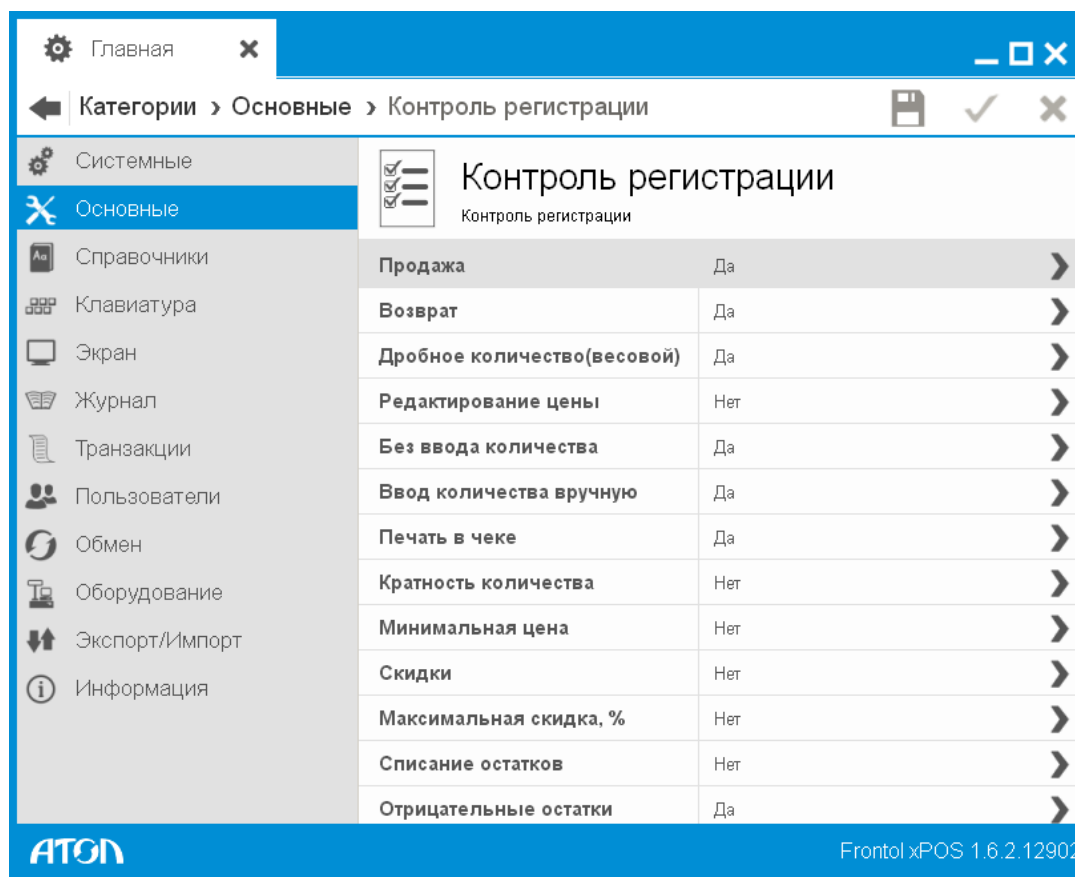 Главная
Категории › Основные › Контроль регистрации
Системные
Основные
Справочники
Клавиатура
Экран
Журнал
Транзакции
Пользователи
Обмен
Оборудование
Экспорт/Импорт
Информация
Контроль регистрации
Контроль регистрации
Продажа Да
Возврат Да
Дробное количество(весовой) Да
Редактирование цены Нет
Без ввода количества Да
Ввод количества вручную Да
Печать в чеке Да
Кратность количества Нет
Минимальная цена Нет
Скидки Нет
Максимальная скидка, % Нет
Списание остатков Нет
Отрицательные остатки Да
АТОЛ Frontol xPOS 1.6.2.12902